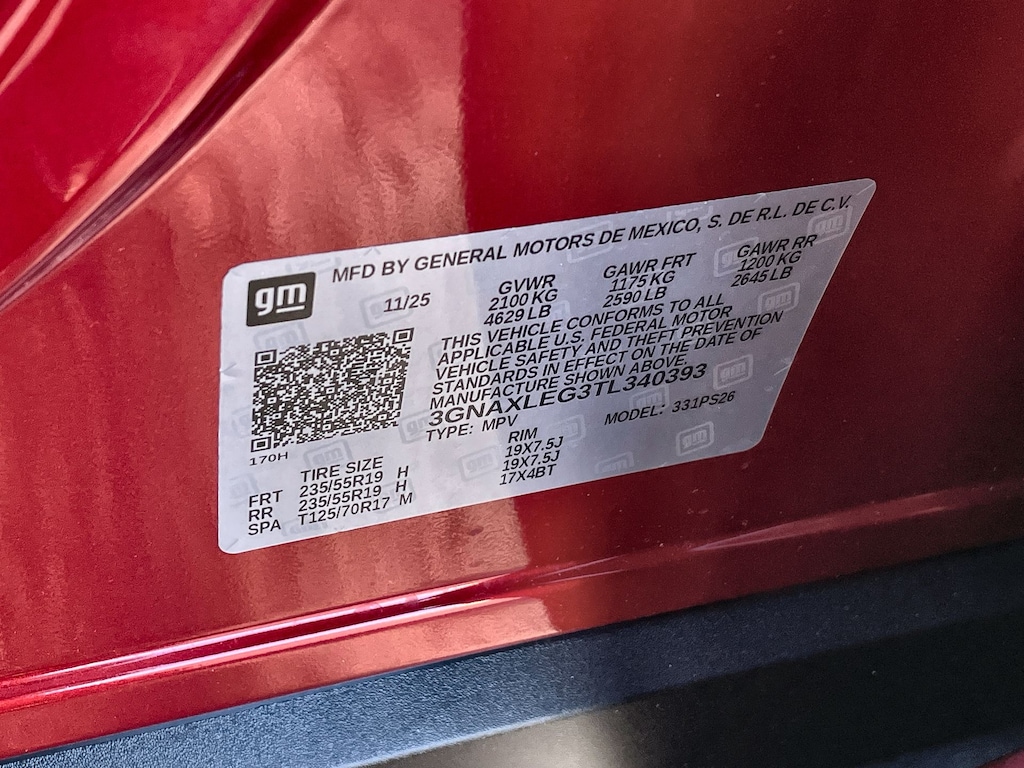 gm
MFD BY GENERAL MOTORS DE MEXICO, S. DE R.L. DE C.V.
11/25
GVWR
2100 KG
4629 LB
GAWR FRT
1175 KG
2590 LB
GAWR RR
1200 KG
2645 LB
THIS VEHICLE CONFORMS TO ALL
APPLICABLE U.S. FEDERAL MOTOR
VEHICLE SAFETY AND THEFT PREVENTION
STANDARDS IN EFFECT ON THE DATE OF
MANUFACTURE SHOWN ABOVE.
3GNAXLEG3TL340393
TYPE: MPV
MODEL: 331PS26
170H
TIRE SIZE
RIM
FRT 235/55R19 H 19X7.5J
RR 235/55R19 H 19X7.5J
SPA T125/70R17 M 17X4BT